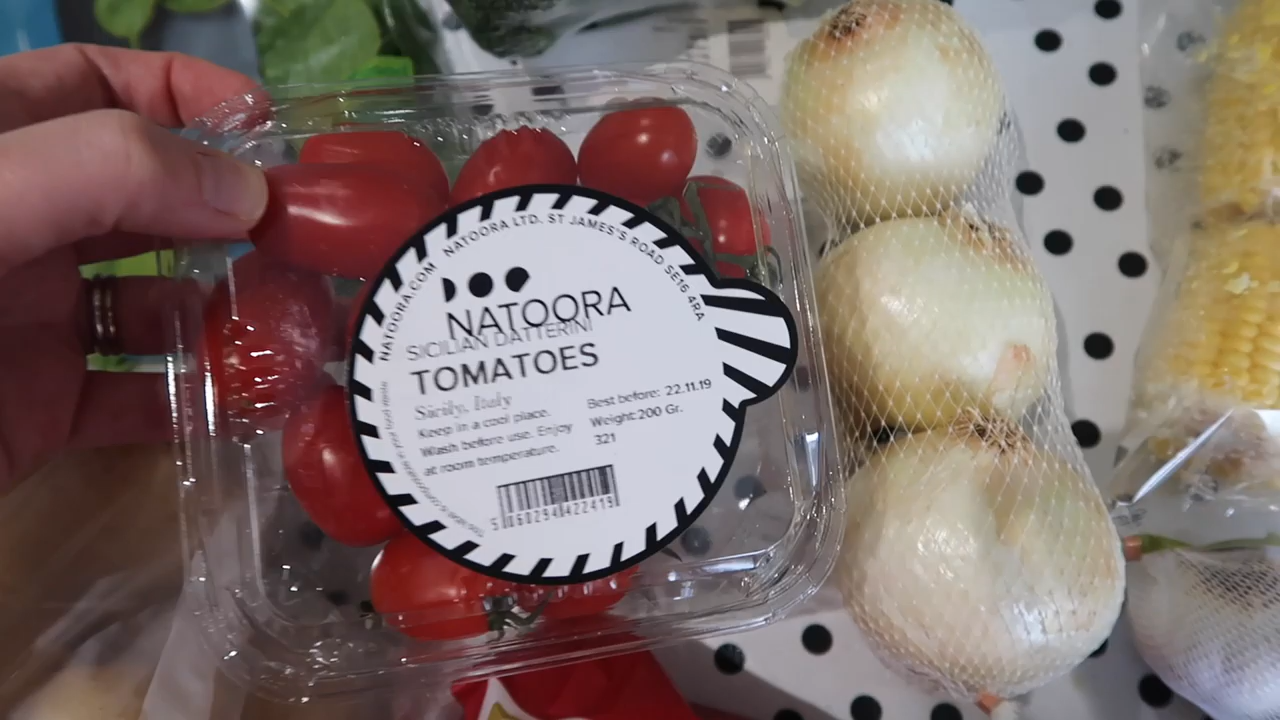 NATOORA.COM NATOORA LTD. ST JAMES'S ROAD SE16 4RA
NATOORA
SICILIAN DATTERINI
TOMATOES
Sicily, Italy
Keep in a cool place.
Wash before use. Enjoy
at room temperature.
Best before: 22.11.19
Weight:200 Gr.
321
5 060294 422419